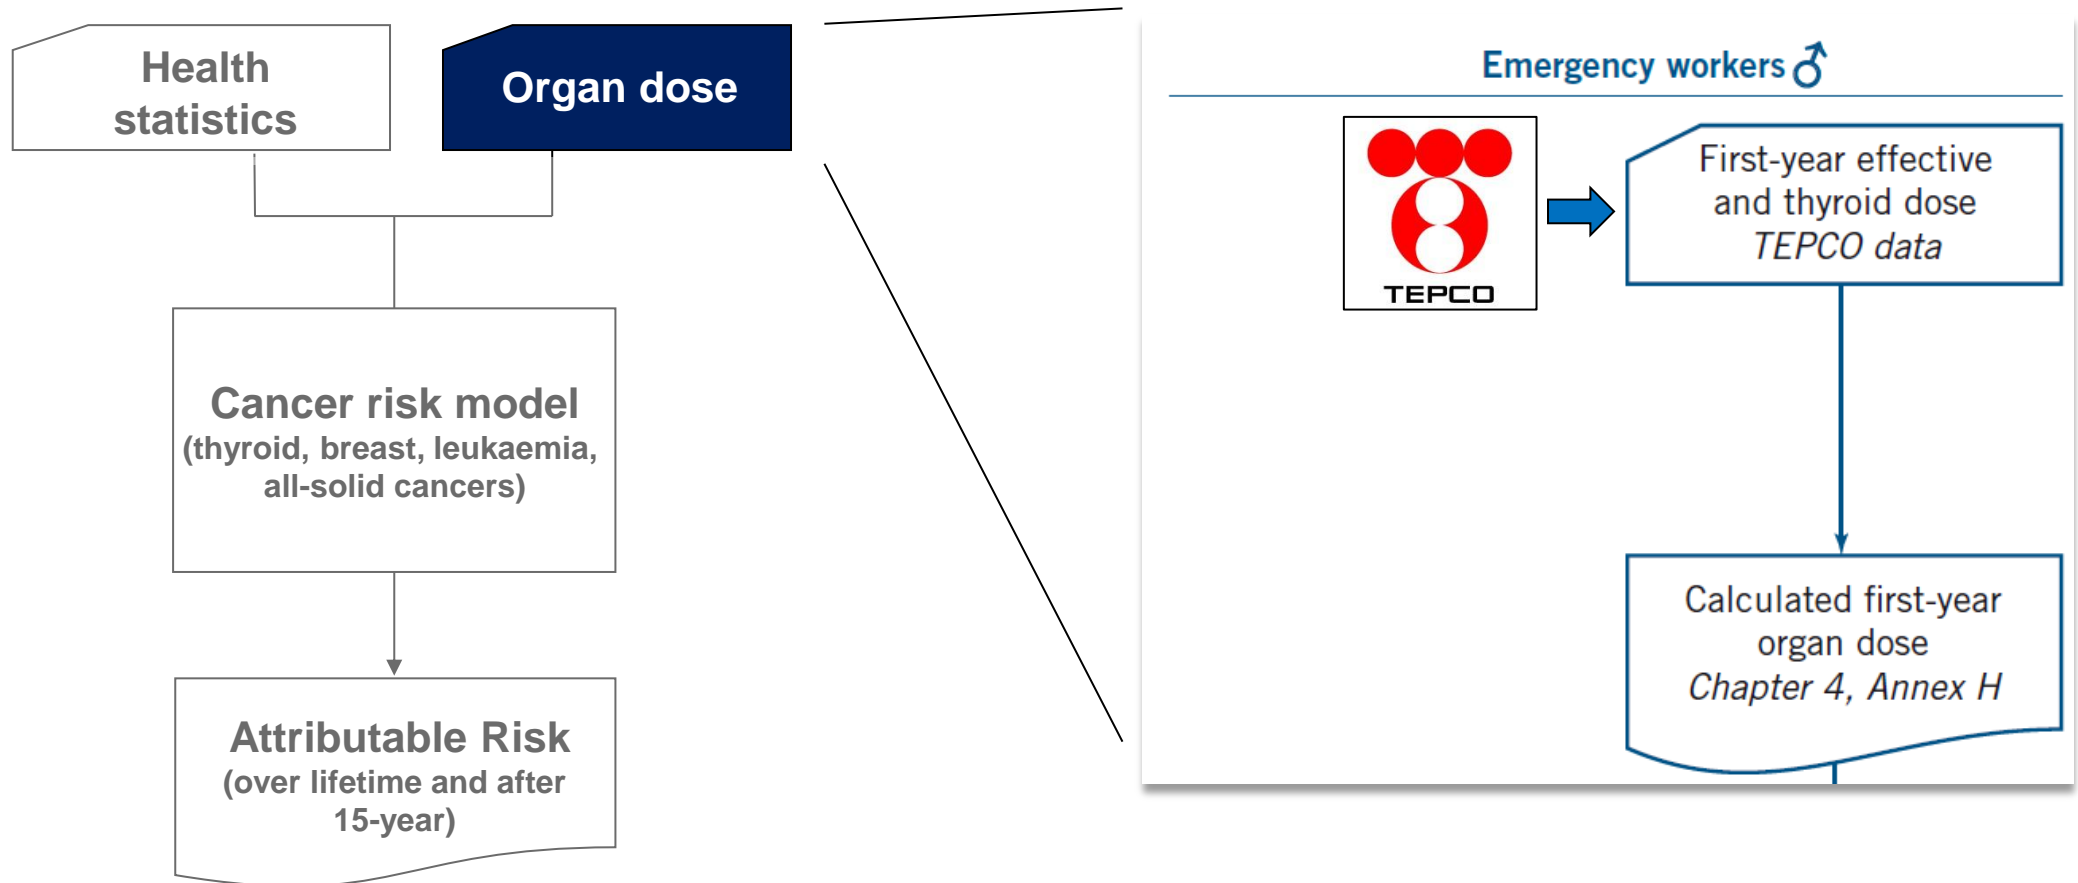 Health
statistics
Organ dose
Cancer risk model
(thyroid, breast, leukaemia,
all-solid cancers)
Attributable Risk
(over lifetime and after
15-year)
Emergency workers
TEPCO
First-year effective
and thyroid dose
TEPCO data
Calculated first-year
organ dose
Chapter 4, Annex H